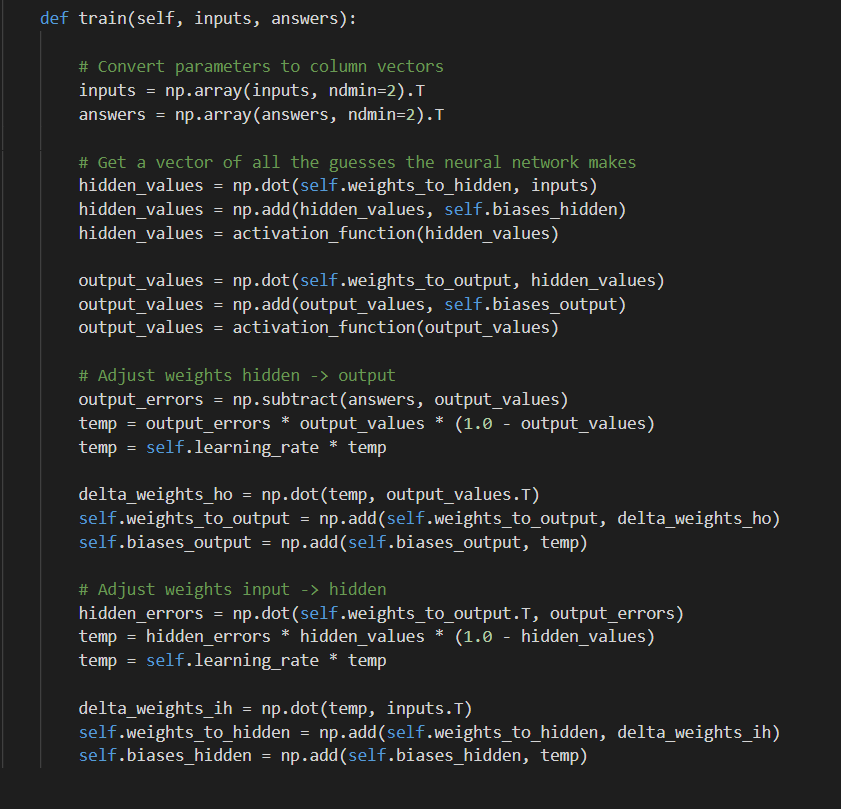 def train(self, inputs, answers):
# Convert parameters to column vectors
inputs = np.array(inputs, ndmin=2).T
answers = np.array(answers, ndmin=2).T
# Get a vector of all the guesses the neural network makes
hidden_values = np.dot(self.weights_to_hidden, inputs)
hidden_values = np.add(hidden_values, self.biases_hidden)
hidden_values = activation_function(hidden_values)
output_values = np.dot(self.weights_to_output, hidden_values)
output_values = np.add(output_values, self.biases_output)
output_values = activation_function(output_values)
# Adjust weights hidden -> output
output_errors = np.subtract(answers, output_values)
temp = output_errors * output_values * (1.0 - output_values)
temp = self.learning_rate * temp
delta_weights_ho = np.dot(temp, output_values.T)
self.weights_to_output = np.add(self.weights_to_output, delta_weights_ho)
self.biases_output = np.add(self.biases_output, temp)
# Adjust weights input -> hidden
hidden_errors = np.dot(self.weights_to_output.T, output_errors)
temp = hidden_errors * hidden_values * (1.0 - hidden_values)
temp = self.learning_rate * temp
delta_weights_ih = np.dot(temp, inputs.T)
self.weights_to_hidden = np.add(self.weights_to_hidden, delta_weights_ih)
self.biases_hidden = np.add(self.biases_hidden, temp)